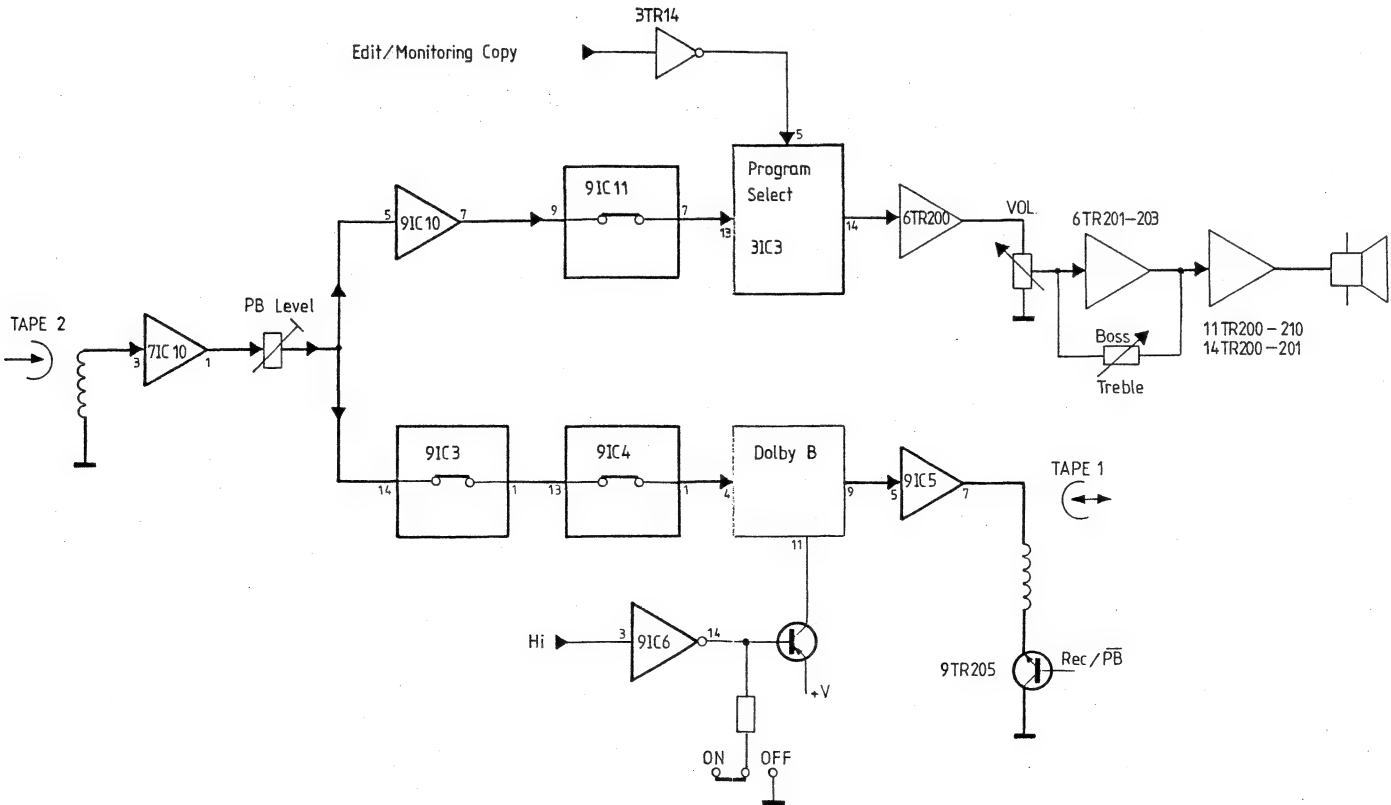 3TR14
Edit/Monitoring Copy
5
Program
Select
3IC3
13
14
9IC11
9
7
5
9IC10
7
6TR200
VOL.
6TR201-203
11TR200-210
14TR200-201
Boss
Treble
PB Level
TAPE 2
3
7IC10
1
14
9IC3
1
13
9IC4
1
4
Dolby B
9
11
5
9IC5
7
TAPE 1
Hi
3
9IC6
14
+V
9TR205
Rec/P̅B̅
ON
OFF